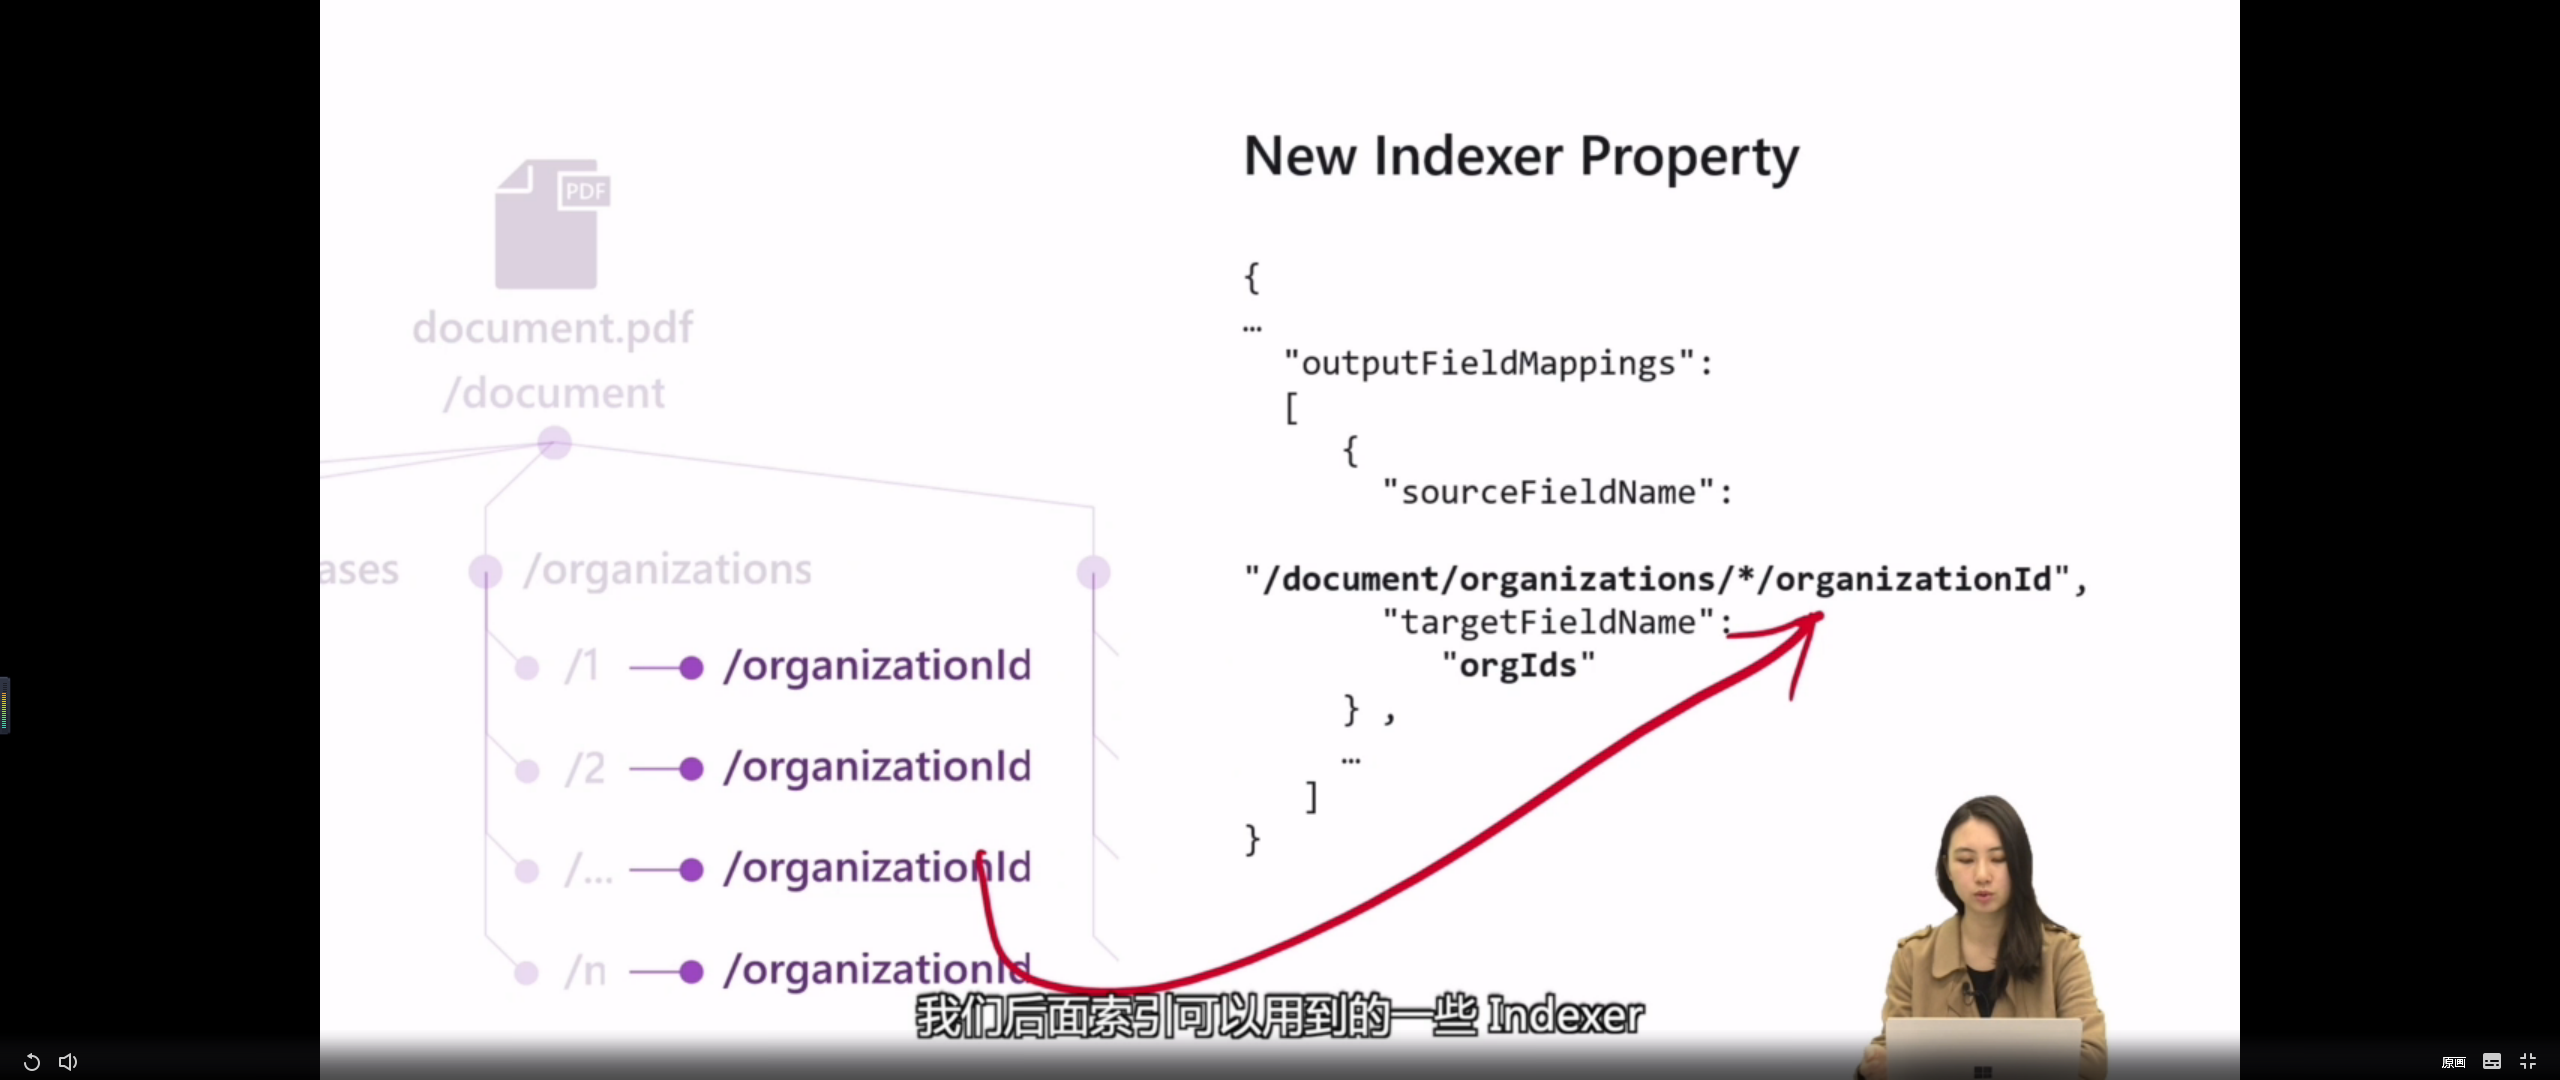 PDF
document.pdf
/document
ases
/organizations
/1
/organizationId
/2
/organizationId
/...
/organizationId
/n
/organizationId
New Indexer Property
{
…
"outputFieldMappings":
[
{
"sourceFieldName":
"/document/organizations/*/organizationId",
"targetFieldName":
"orgIds"
} ,
…
]
}
我们后面索引可以用到的一些 Indexer
原画